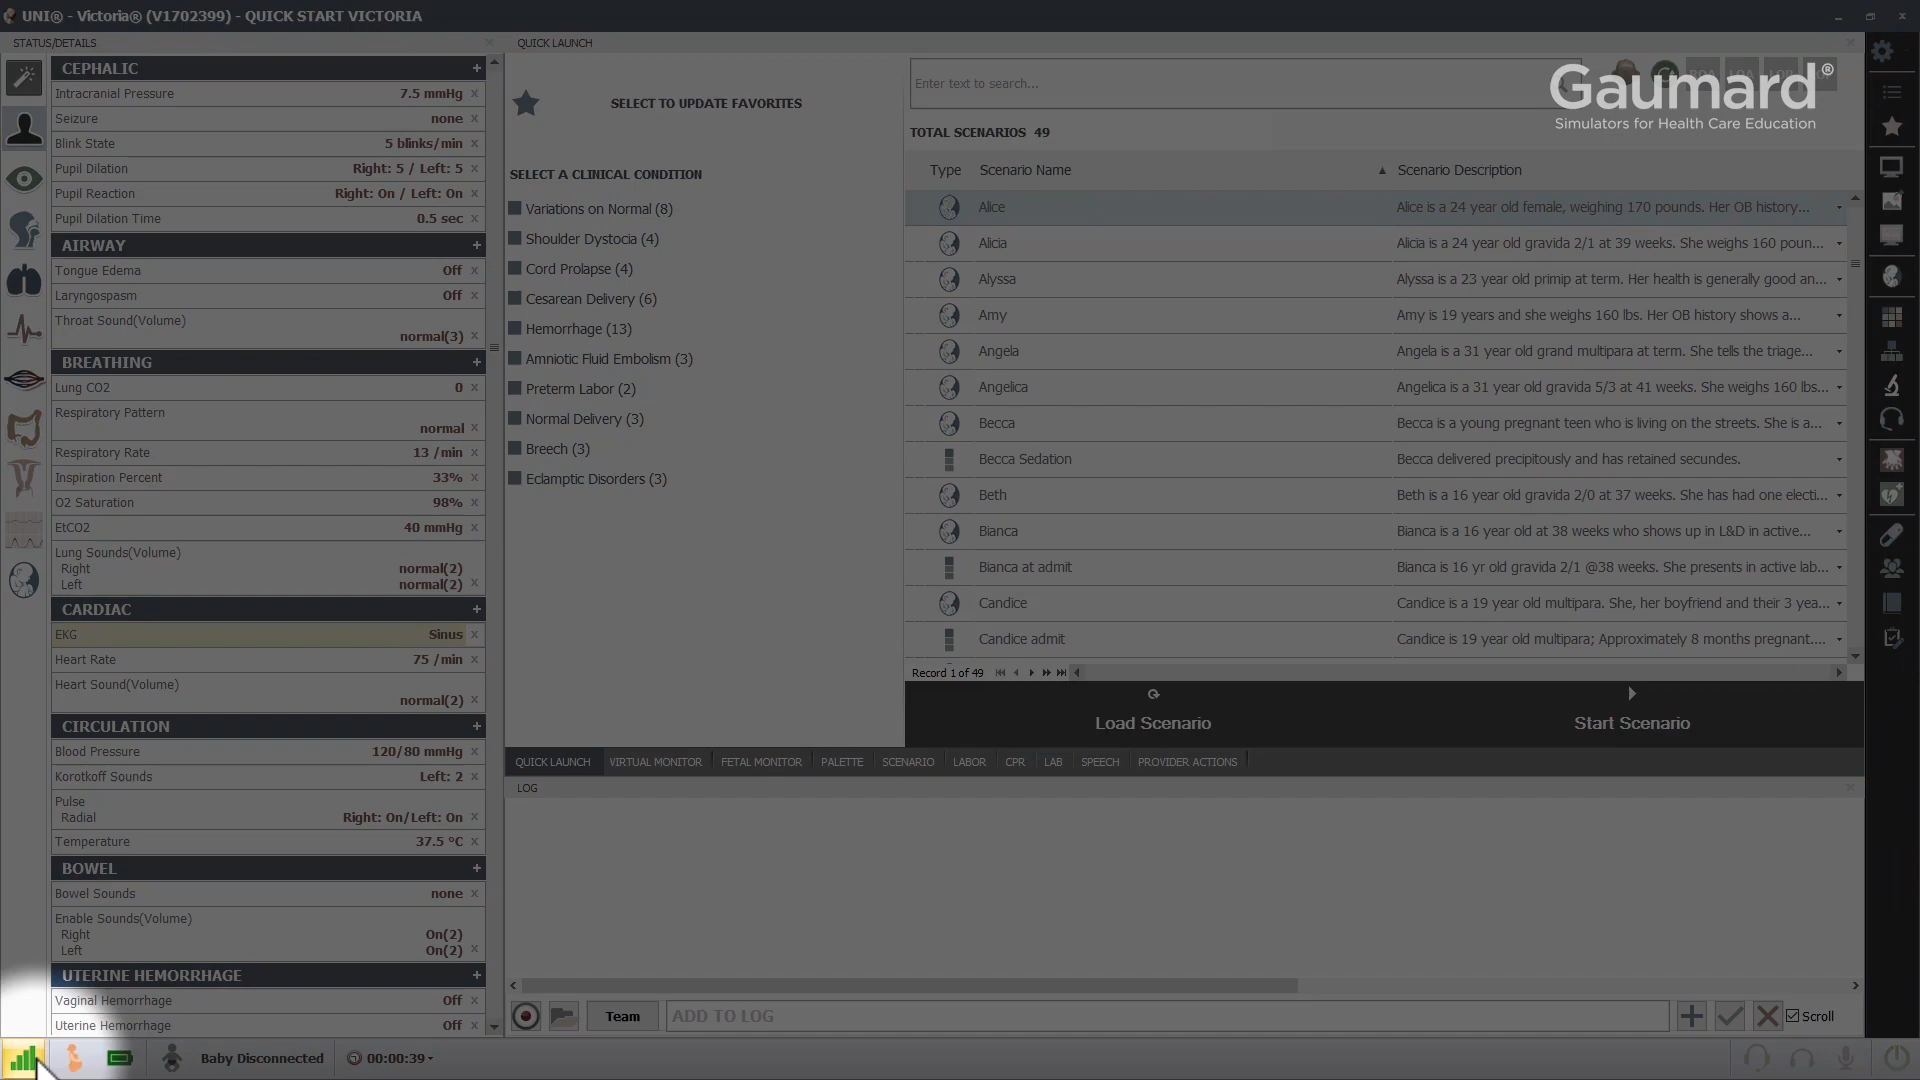 UNI® - Victoria® (V1702399) - QUICK START VICTORIA
STATUS/DETAILS
CEPHALIC
Intracranial Pressure 7.5 mmHg
Seizure none
Blink State 5 blinks/min
Pupil Dilation Right: 5 / Left: 5
Pupil Reaction Right: On / Left: On
Pupil Dilation Time 0.5 sec
AIRWAY
Tongue Edema Off
Laryngospasm Off
Throat Sound(Volume)
normal(3)
BREATHING
Lung CO2 0
Respiratory Pattern
normal
Respiratory Rate 13 /min
Inspiration Percent 33%
O2 Saturation 98%
EtCO2 40 mmHg
Lung Sounds(Volume)
Right normal(2)
Left normal(2)
CARDIAC
EKG Sinus
Heart Rate 75 /min
Heart Sound(Volume)
normal(2)
CIRCULATION
Blood Pressure 120/80 mmHg
Korotkoff Sounds Left: 2
Pulse
Radial Right: On/Left: On
Temperature 37.5 °C
BOWEL
Bowel Sounds none
Enable Sounds(Volume)
Right On(2)
Left On(2)
UTERINE HEMORRHAGE
Vaginal Hemorrhage Off
Uterine Hemorrhage Off
QUICK LAUNCH
SELECT TO UPDATE FAVORITES
SELECT A CLINICAL CONDITION
Variations on Normal (8)
Shoulder Dystocia (4)
Cord Prolapse (4)
Cesarean Delivery (6)
Hemorrhage (13)
Amniotic Fluid Embolism (3)
Preterm Labor (2)
Normal Delivery (3)
Breech (3)
Eclamptic Disorders (3)
Enter text to search...
Gaumard®
Simulators for Health Care Education
TOTAL SCENARIOS 49
Type Scenario Name Scenario Description
Alice Alice is a 24 year old female, weighing 170 pounds. Her OB history...
Alicia Alicia is a 24 year old gravida 2/1 at 39 weeks. She weighs 160 poun...
Alyssa Alyssa is a 23 year old primip at term. Her health is generally good an...
Amy Amy is 19 years and she weighs 160 lbs. Her OB history shows a...
Angela Angela is a 31 year old grand multipara at term. She tells the triage...
Angelica Angelica is a 31 year old gravida 5/3 at 41 weeks. She weighs 160 lbs...
Becca Becca is a young pregnant teen who is living on the streets. She is a...
Becca Sedation Becca delivered precipitously and has retained secundes.
Beth Beth is a 16 year old gravida 2/0 at 37 weeks. She has had one electi...
Bianca Bianca is a 16 year old at 38 weeks who shows up in L&D in active...
Bianca at admit Bianca is 16 yr old gravida 2/1 @38 weeks. She presents in active lab...
Candice Candice is a 19 year old multipara. She, her boyfriend and their 3 yea...
Candice admit Candice is 19 year old multipara; Approximately 8 months pregnant....
Record 1 of 49
Load Scenario Start Scenario
QUICK LAUNCH VIRTUAL MONITOR FETAL MONITOR PALETTE SCENARIO LABOR CPR LAB SPEECH PROVIDER ACTIONS
LOG
Team ADD TO LOG Scroll
Baby Disconnected 00:00:39